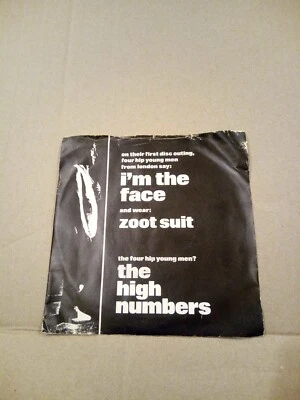 on their first disc outing,
four hip young men
from london say:
i'm the
face
and wear:
zoot suit
the four hip young men?
the
high
numbers